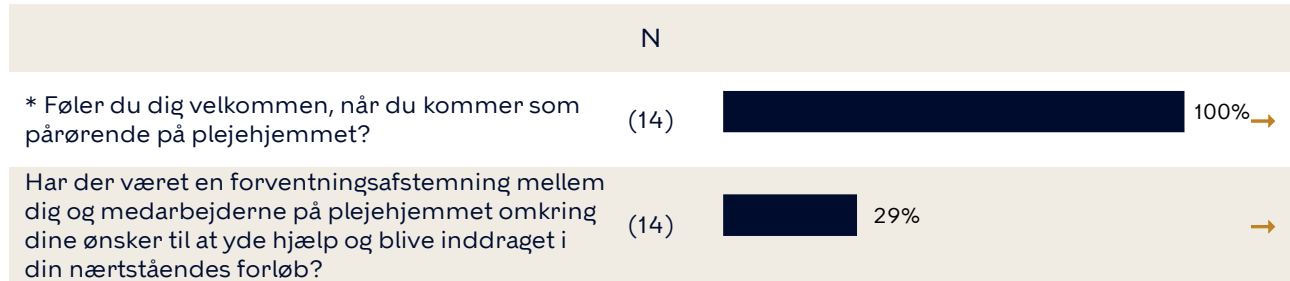 N
* Føler du dig velkommen, når du kommer som
pårørende på plejehjemmet?
(14)
100%→
Har der været en forventningsafstemning mellem
dig og medarbejderne på plejehjemmet omkring
dine ønsker til at yde hjælp og blive inddraget i
din nærtståendes forløb?
(14)
29%
→